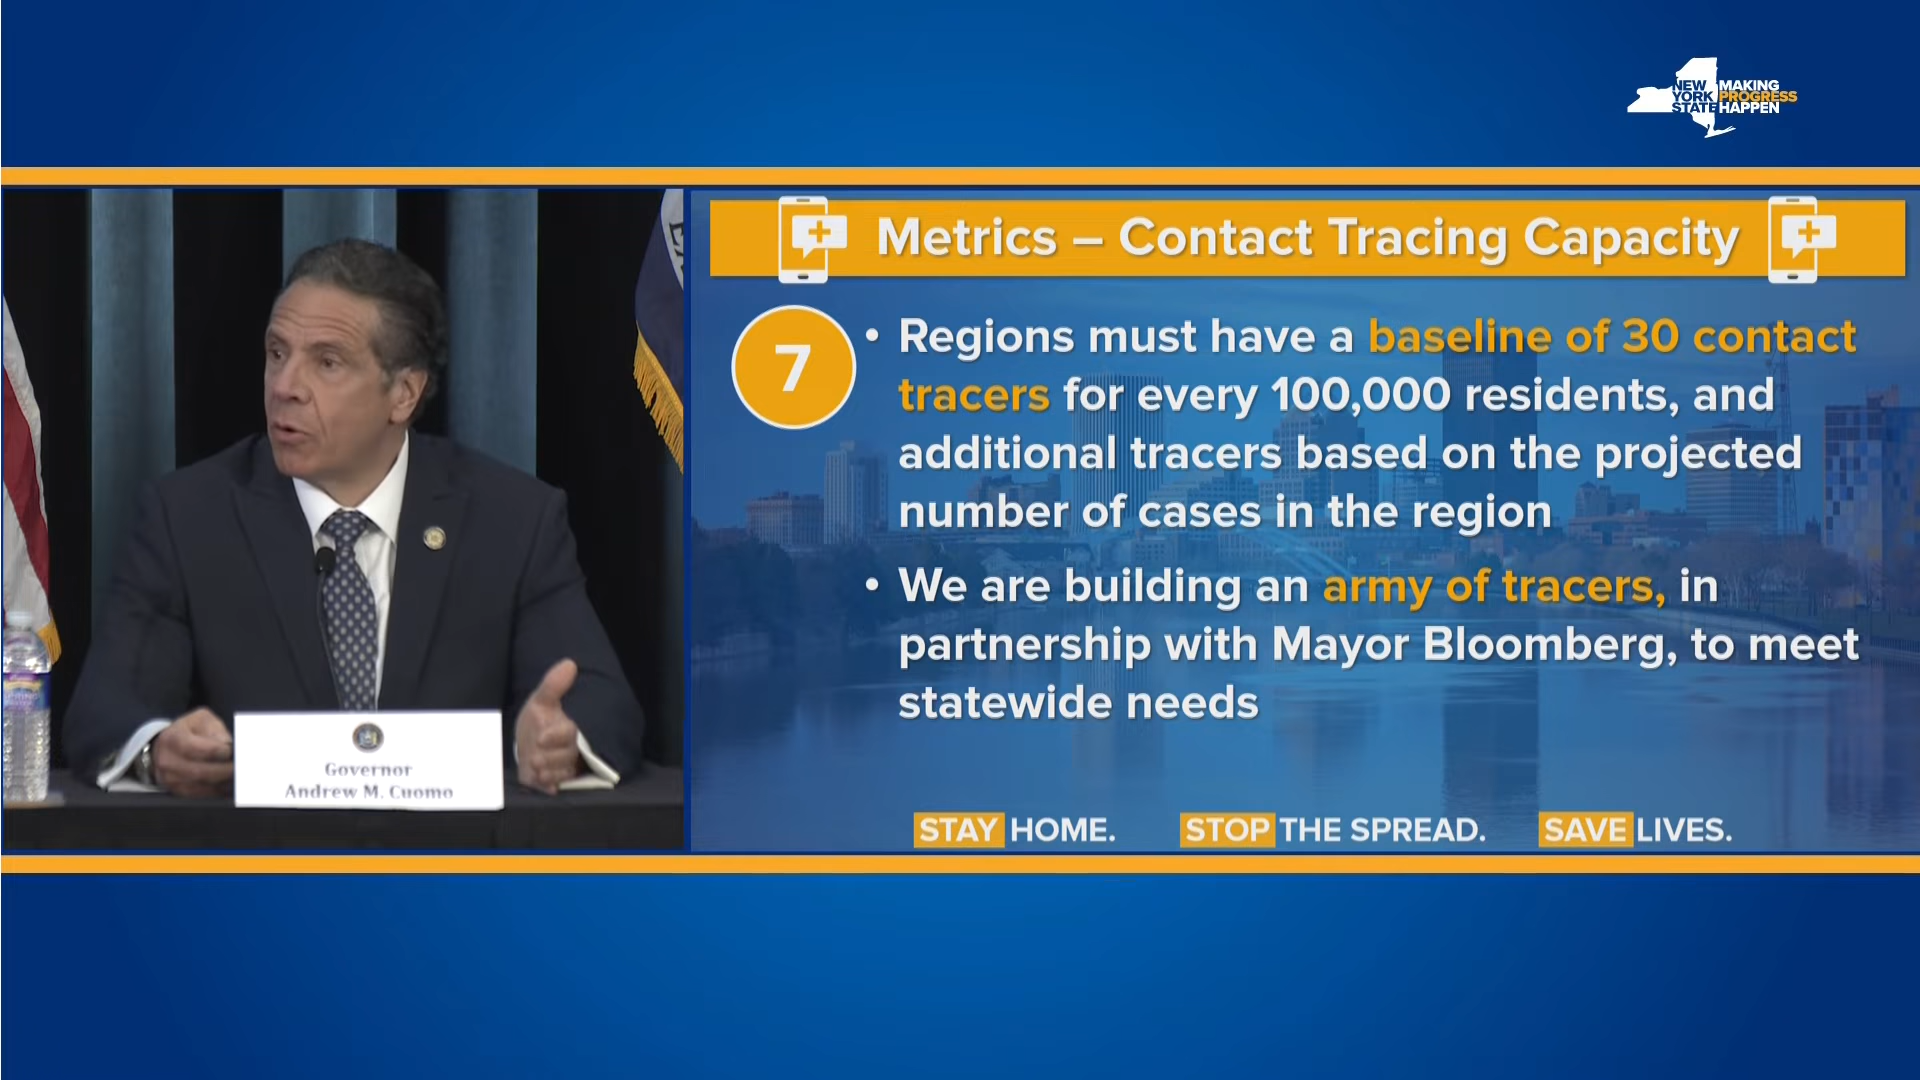 NEW
YORK
STATE
MAKING
PROGRESS
HAPPEN
Metrics – Contact Tracing Capacity
7
• Regions must have a baseline of 30 contact
tracers for every 100,000 residents, and
additional tracers based on the projected
number of cases in the region
• We are building an army of tracers, in
partnership with Mayor Bloomberg, to meet
statewide needs
Governor
Andrew M. Cuomo
STAY HOME. STOP THE SPREAD. SAVE LIVES.